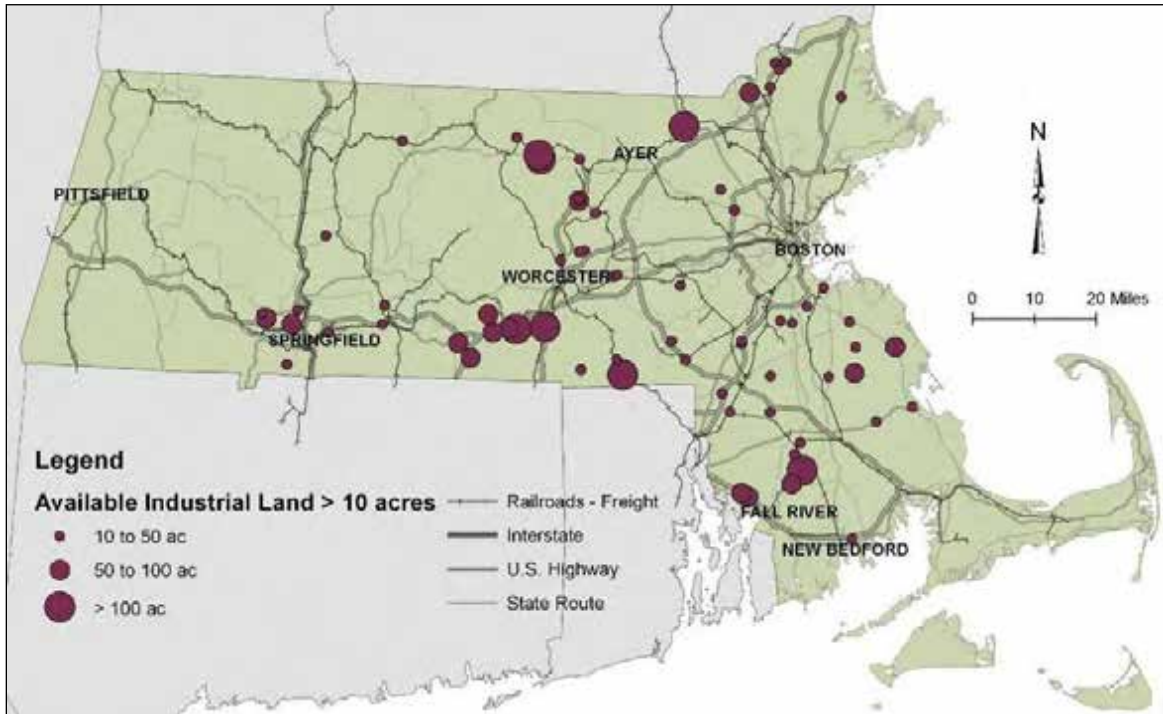 N
AYER
PITTSFIELD
BOSTON
WORCESTER
0 10 20 Miles
SPRINGFIELD
Legend
Available Industrial Land > 10 acres
10 to 50 ac
50 to 100 ac
> 100 ac
Railroads - Freight
Interstate
U.S. Highway
State Route
FALL RIVER
NEW BEDFORD